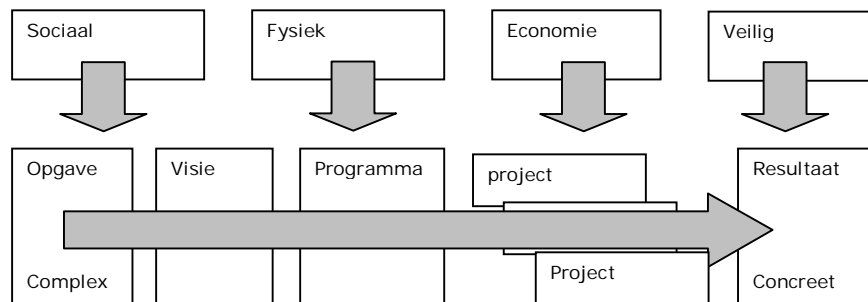 Sociaal
Fysiek
Economie
Veilig
Opgave
Visie
Programma
project
Resultaat
Complex
Project
Concreet